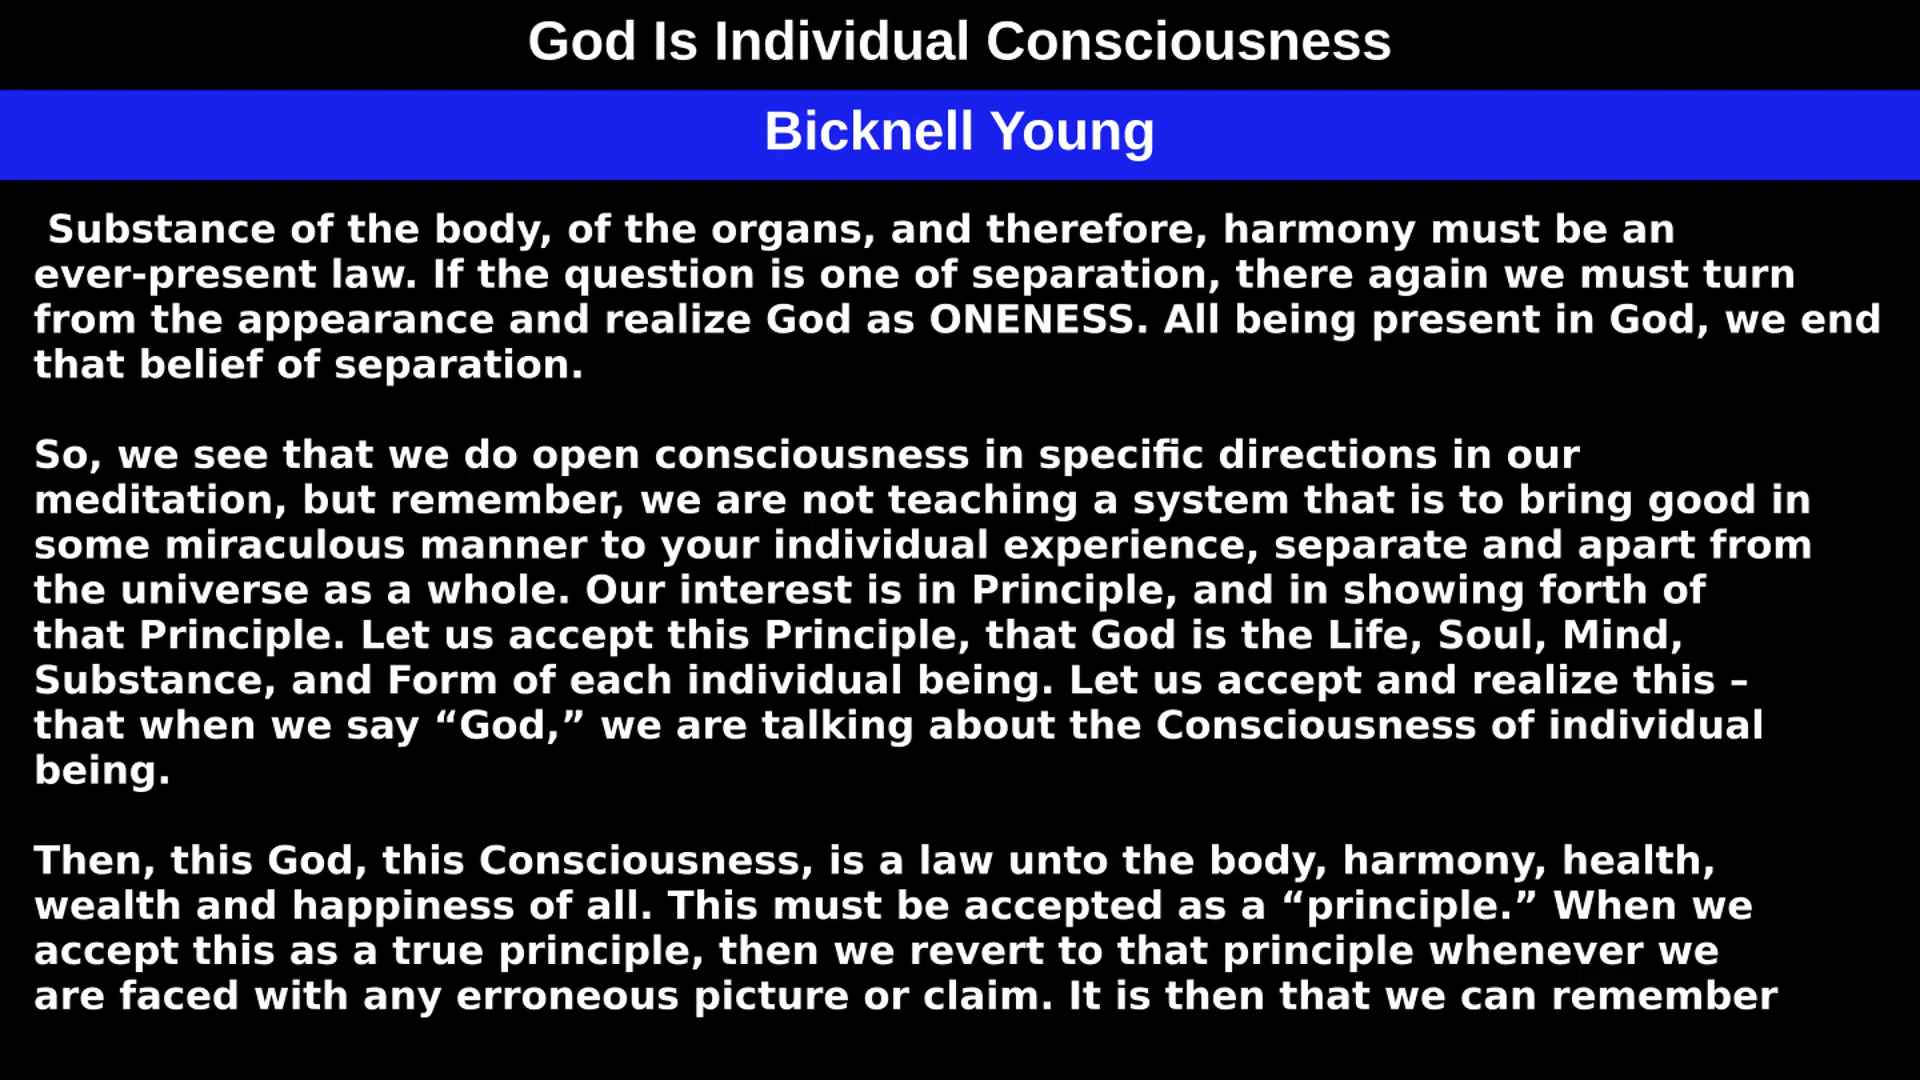 God Is Individual Consciousness
Bicknell Young
Substance of the body, of the organs, and therefore, harmony must be an
ever-present law. If the question is one of separation, there again we must turn
from the appearance and realize God as ONENESS. All being present in God, we end
that belief of separation.
So, we see that we do open consciousness in specific directions in our
meditation, but remember, we are not teaching a system that is to bring good in
some miraculous manner to your individual experience, separate and apart from
the universe as a whole. Our interest is in Principle, and in showing forth of
that Principle. Let us accept this Principle, that God is the Life, Soul, Mind,
Substance, and Form of each individual being. Let us accept and realize this –
that when we say “God,” we are talking about the Consciousness of individual
being.
Then, this God, this Consciousness, is a law unto the body, harmony, health,
wealth and happiness of all. This must be accepted as a “principle.” When we
accept this as a true principle, then we revert to that principle whenever we
are faced with any erroneous picture or claim. It is then that we can remember